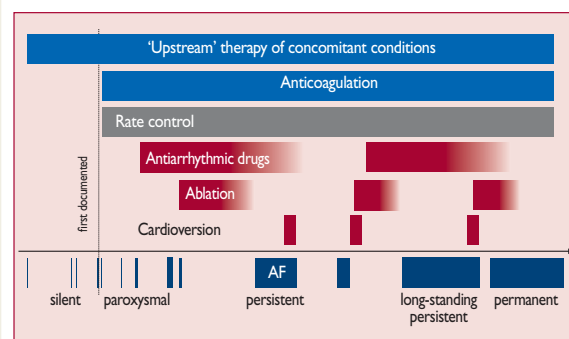 ‘Upstream’ therapy of concomitant conditions
Anticoagulation
Rate control
Antiarrhythmic drugs
Ablation
Cardioversion
first documented
AF
silent
paroxysmal
persistent
long-standing
persistent
permanent